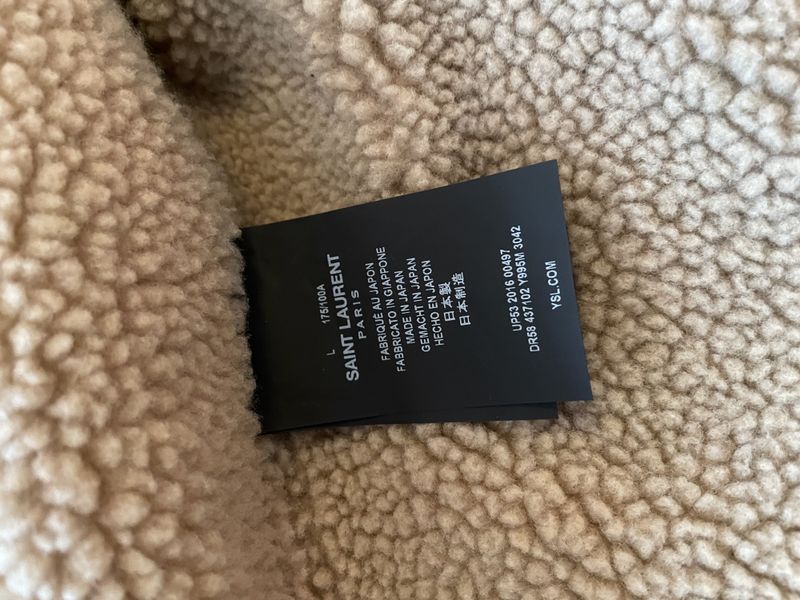 L 175/100A
SAINT LAURENT
PARIS
FABRIQUÉ AU JAPON
FABBRICATO IN GIAPPONE
MADE IN JAPAN
GEMACHT IN JAPAN
HECHO EN JAPON
日本製
日本制造
UP53 2016 00497
DR58 437102 Y995M 3042
YSL.COM